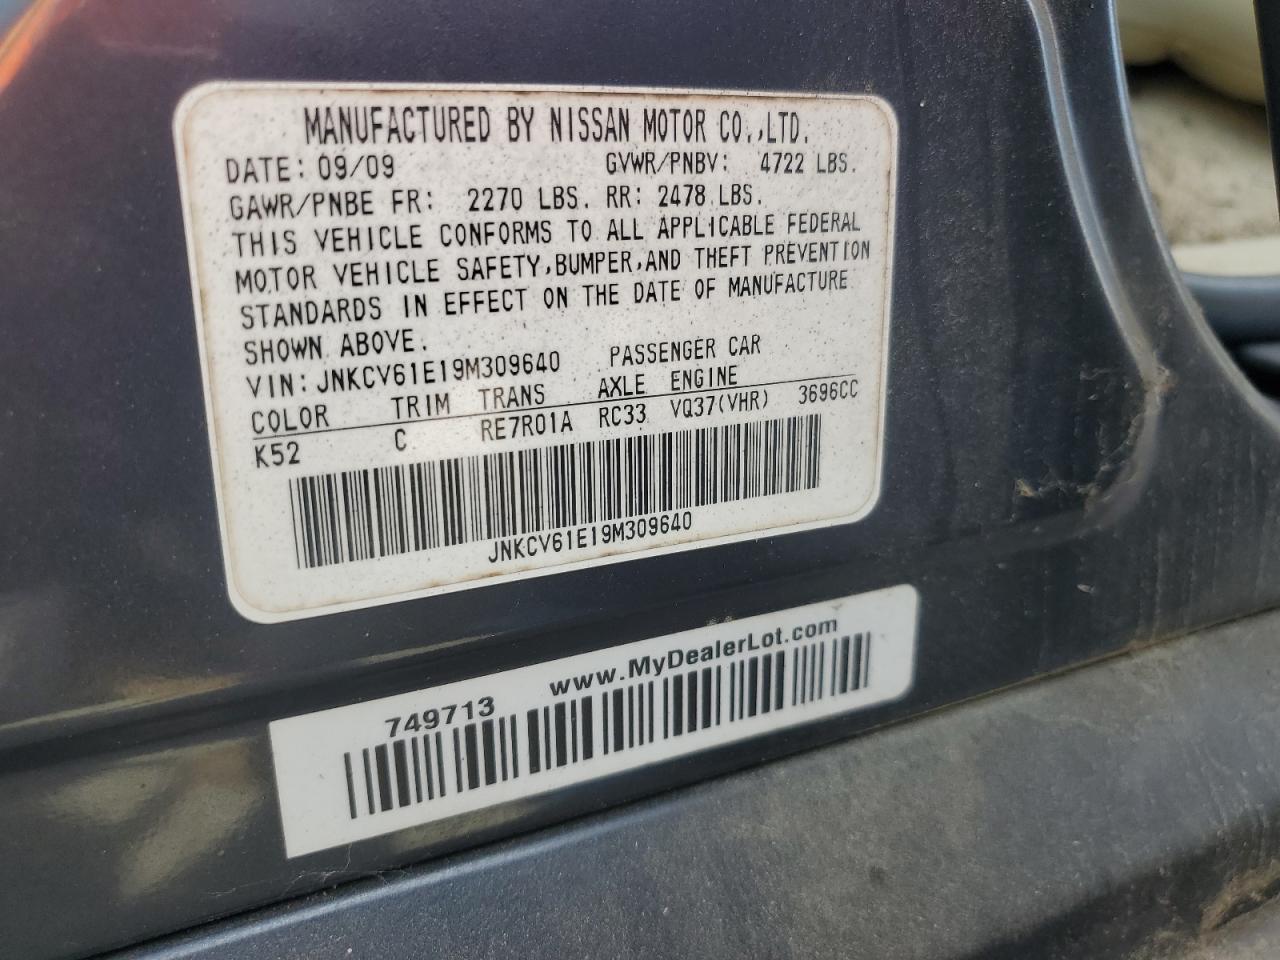 MANUFACTURED BY NISSAN MOTOR CO.,LTD.
DATE: 09/09 GVWR/PNBV: 4722 LBS.
GAWR/PNBE FR: 2270 LBS. RR: 2478 LBS.
THIS VEHICLE CONFORMS TO ALL APPLICABLE FEDERAL
MOTOR VEHICLE SAFETY,BUMPER,AND THEFT PREVENTION
STANDARDS IN EFFECT ON THE DATE OF MANUFACTURE
SHOWN ABOVE.
VIN: JNKCV61E19M309640 PASSENGER CAR
COLOR TRIM TRANS AXLE ENGINE
K52 C RE7R01A RC33 VQ37(VHR) 3696CC
JNKCV61E19M309640
749713 www.MyDealerLot.com